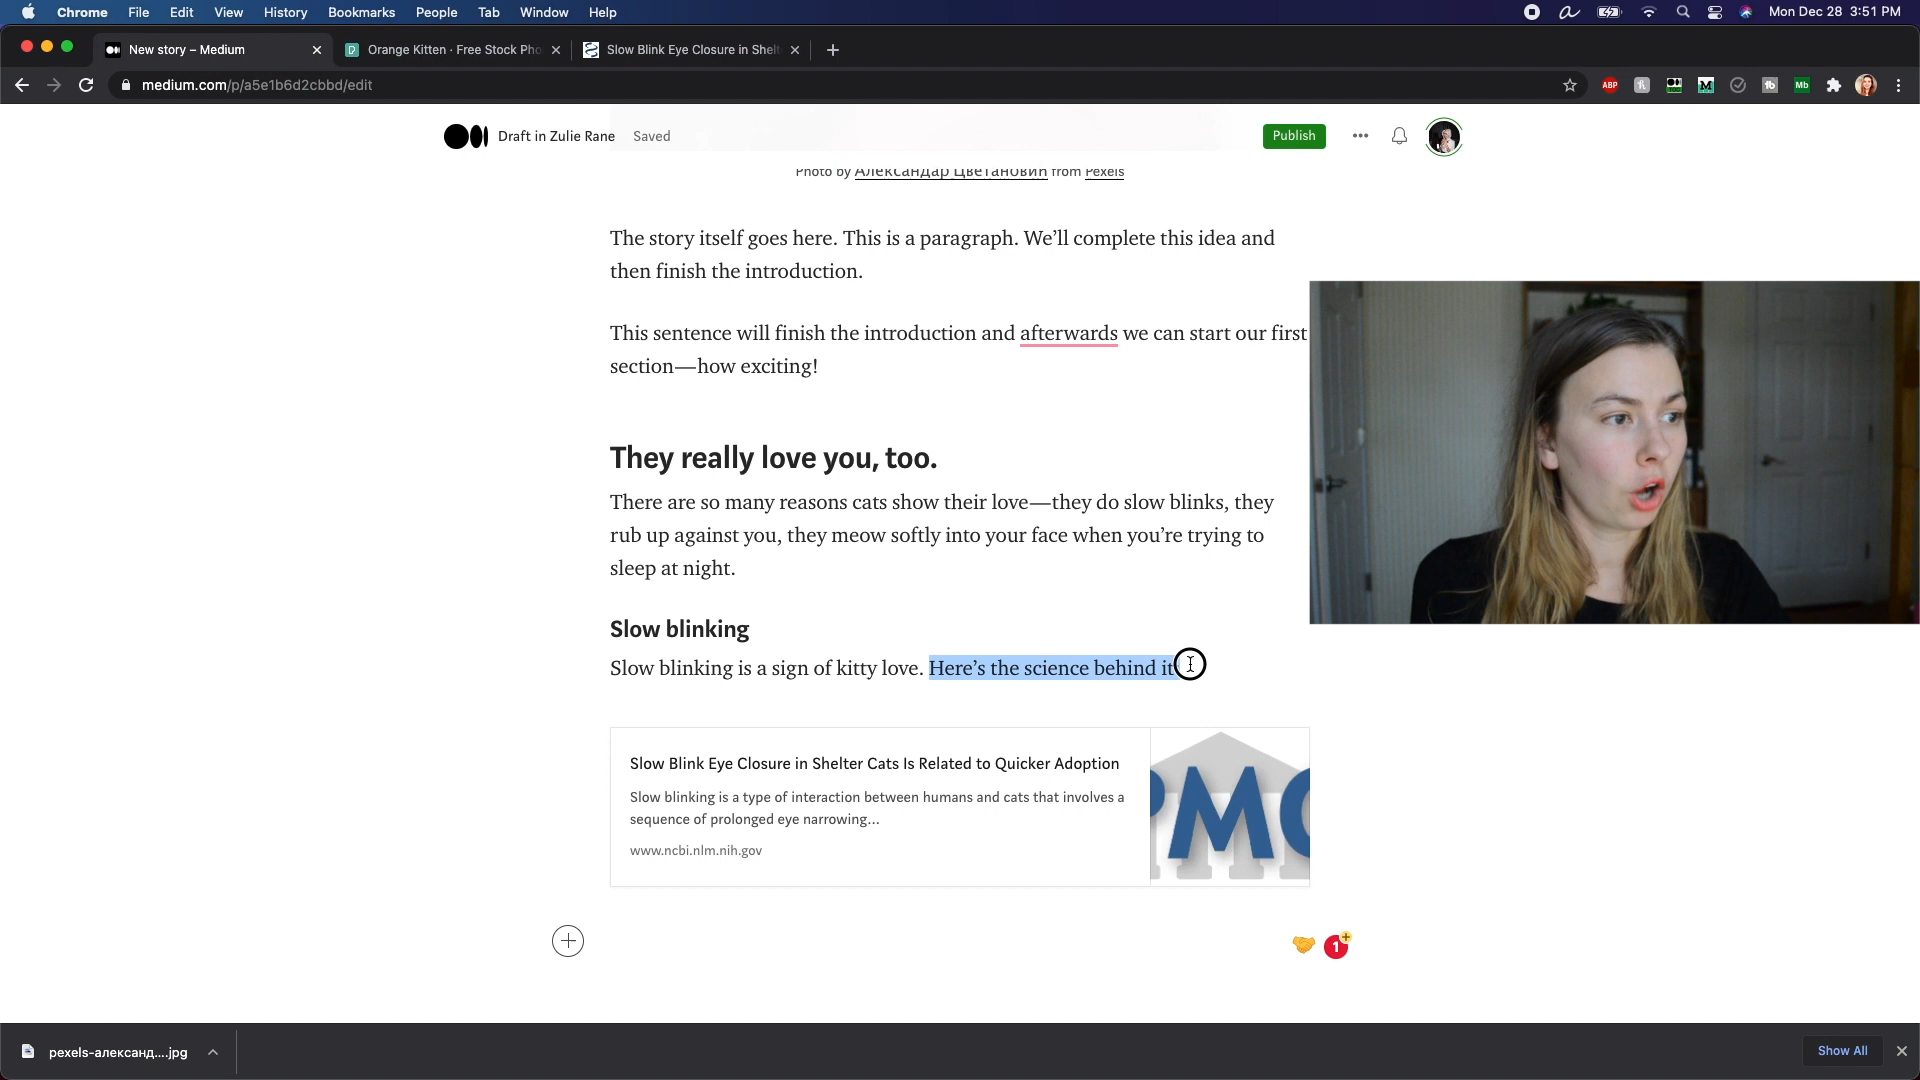 Chrome File Edit View History Bookmarks People Tab Window Help Mon Dec 28 3:51 PM
New story – Medium Orange Kitten · Free Stock Pho Slow Blink Eye Closure in Shelt
medium.com/p/a5e1b6d2cbbd/edit ABP Mb
Draft in Zulie Rane Saved Publish
Photo by Александар Цветановић from Pexels
The story itself goes here. This is a paragraph. We’ll complete this idea and
then finish the introduction.
This sentence will finish the introduction and afterwards we can start our first
section—how exciting!
They really love you, too.
There are so many reasons cats show their love—they do slow blinks, they
rub up against you, they meow softly into your face when you’re trying to
sleep at night.
Slow blinking
Slow blinking is a sign of kitty love. Here’s the science behind it
Slow Blink Eye Closure in Shelter Cats Is Related to Quicker Adoption
Slow blinking is a type of interaction between humans and cats that involves a
sequence of prolonged eye narrowing...
www.ncbi.nlm.nih.gov
PMC
1
pexels-александ....jpg Show All